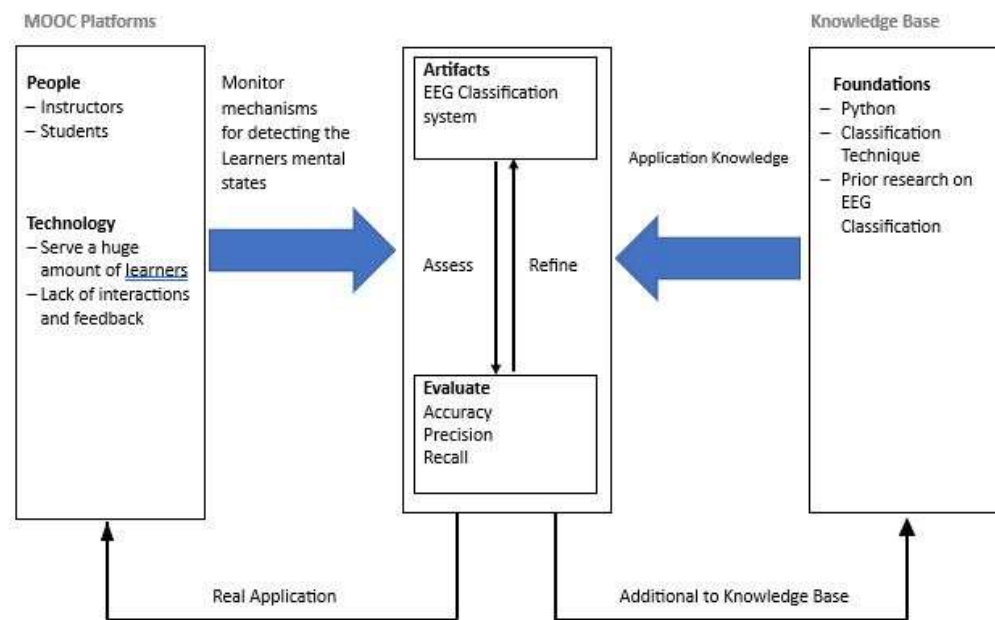 MOOC Platforms
People
– Instructors
– Students
Technology
– Serve a huge
amount of learners
– Lack of interactions
and feedback
Monitor
mechanisms
for detecting the
Learners mental
states
Artifacts
EEG Classification
system
Assess
Refine
Evaluate
Accuracy
Precision
Recall
Application Knowledge
Knowledge Base
Foundations
– Python
– Classification
Technique
– Prior research on
EEG
Classification
Real Application
Additional to Knowledge Base